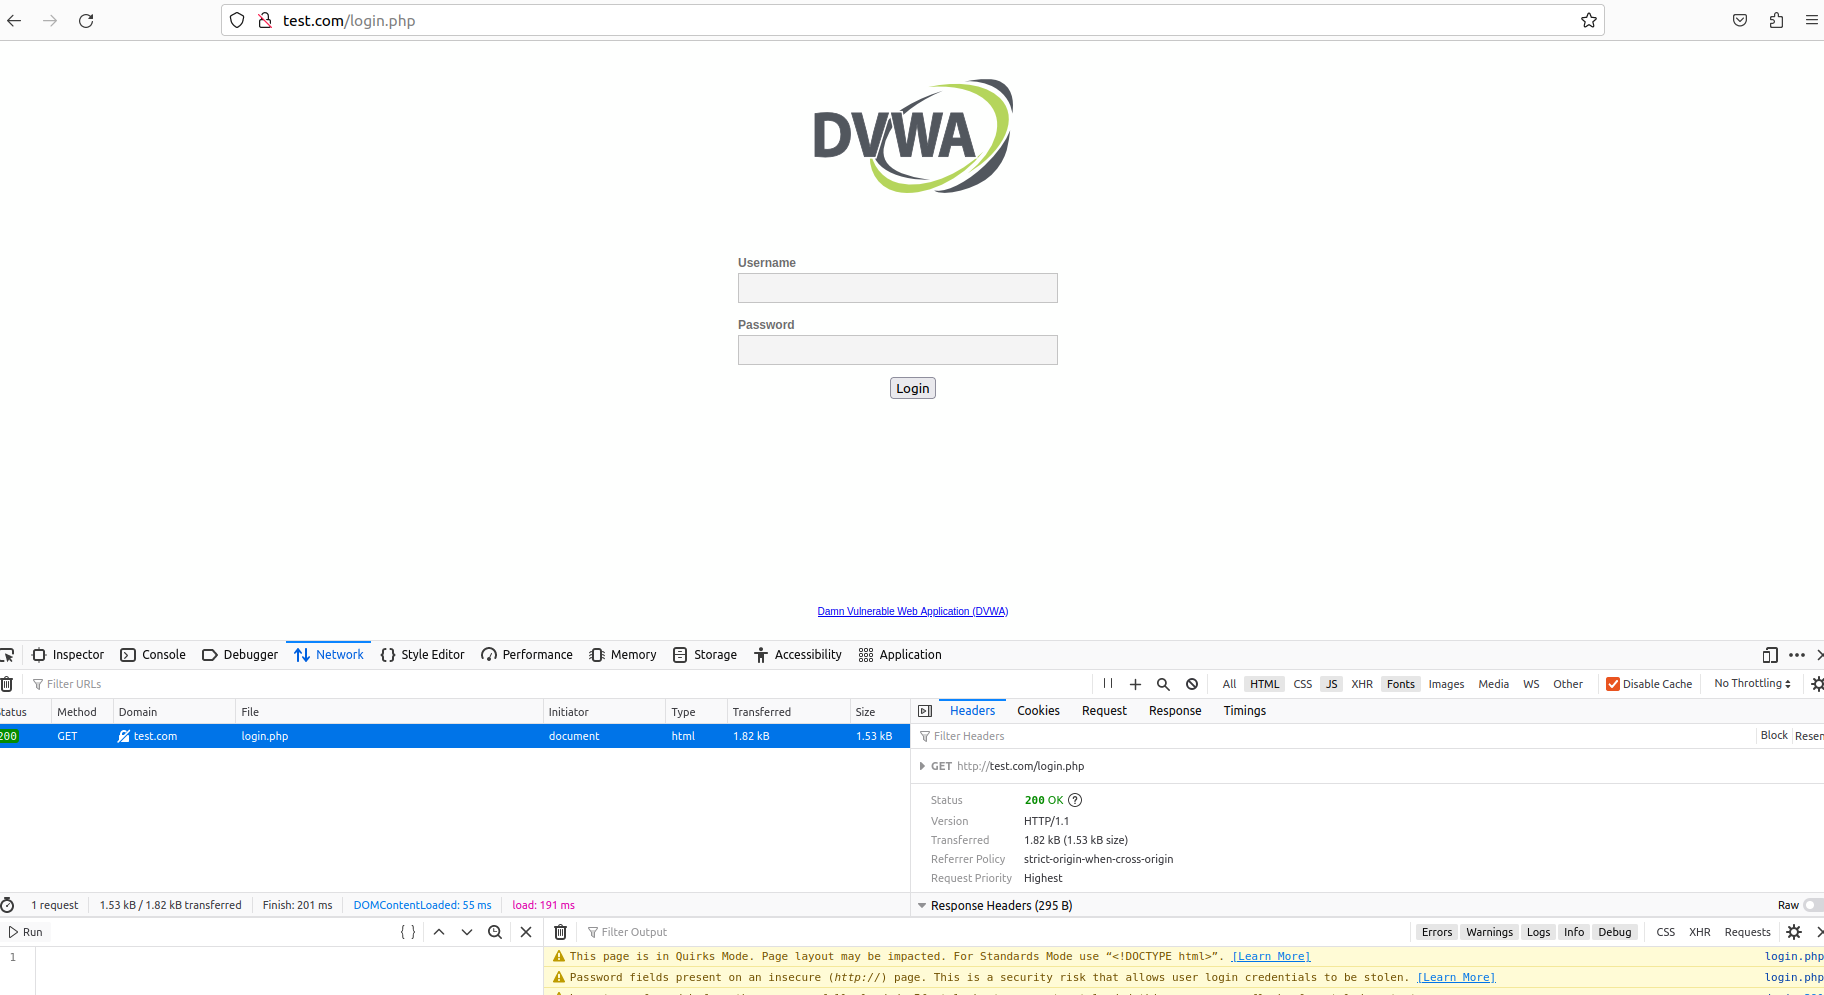 test.com/login.php
DVWA
Username
Password
Login
Damn Vulnerable Web Application (DVWA)
Inspector Console Debugger Network Style Editor Performance Memory Storage Accessibility Application
Filter URLs
All HTML CSS JS XHR Fonts Images Media WS Other Disable Cache No Throttling
Status Method Domain File Initiator Type Transferred Size
200 GET test.com login.php document html 1.82 kB 1.53 kB
Headers Cookies Request Response Timings
Filter Headers Block Resen
GET http://test.com/login.php
Status 200 OK ?
Version HTTP/1.1
Transferred 1.82 kB (1.53 kB size)
Referrer Policy strict-origin-when-cross-origin
Request Priority Highest
1 request 1.53 kB / 1.82 kB transferred Finish: 201 ms DOMContentLoaded: 55 ms load: 191 ms
Response Headers (295 B) Raw
Run { }
1
Filter Output Errors Warnings Logs Info Debug CSS XHR Requests
This page is in Quirks Mode. Page layout may be impacted. For Standards Mode use “<!DOCTYPE html>”. [Learn More] login.php
Password fields present on an insecure (http://) page. This is a security risk that allows user login credentials to be stolen. [Learn More] login.php